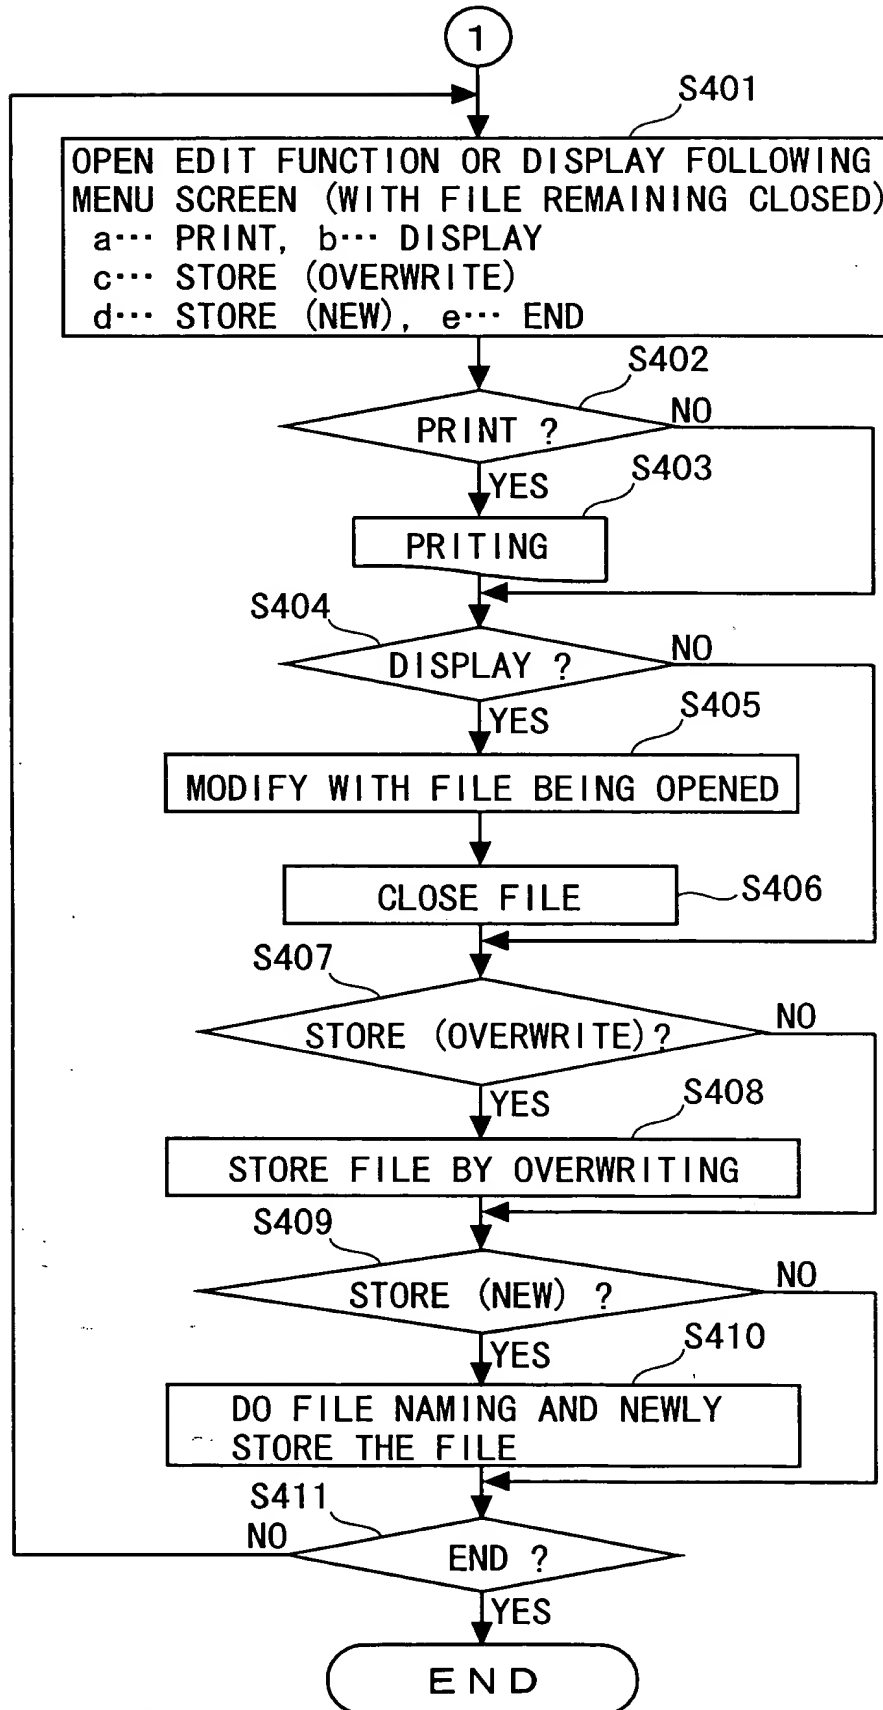 1
S401
OPEN EDIT FUNCTION OR DISPLAY FOLLOWING
MENU SCREEN (WITH FILE REMAINING CLOSED)
a··· PRINT, b··· DISPLAY
c··· STORE (OVERWRITE)
d··· STORE (NEW), e··· END
S402
PRINT ?
NO
YES
S403
PRITING
S404
DISPLAY ?
NO
YES
S405
MODIFY WITH FILE BEING OPENED
CLOSE FILE
S406
S407
STORE (OVERWRITE)?
NO
YES
S408
STORE FILE BY OVERWRITING
S409
STORE (NEW) ?
NO
YES
S410
DO FILE NAMING AND NEWLY
STORE THE FILE
S411
NO
END ?
YES
END